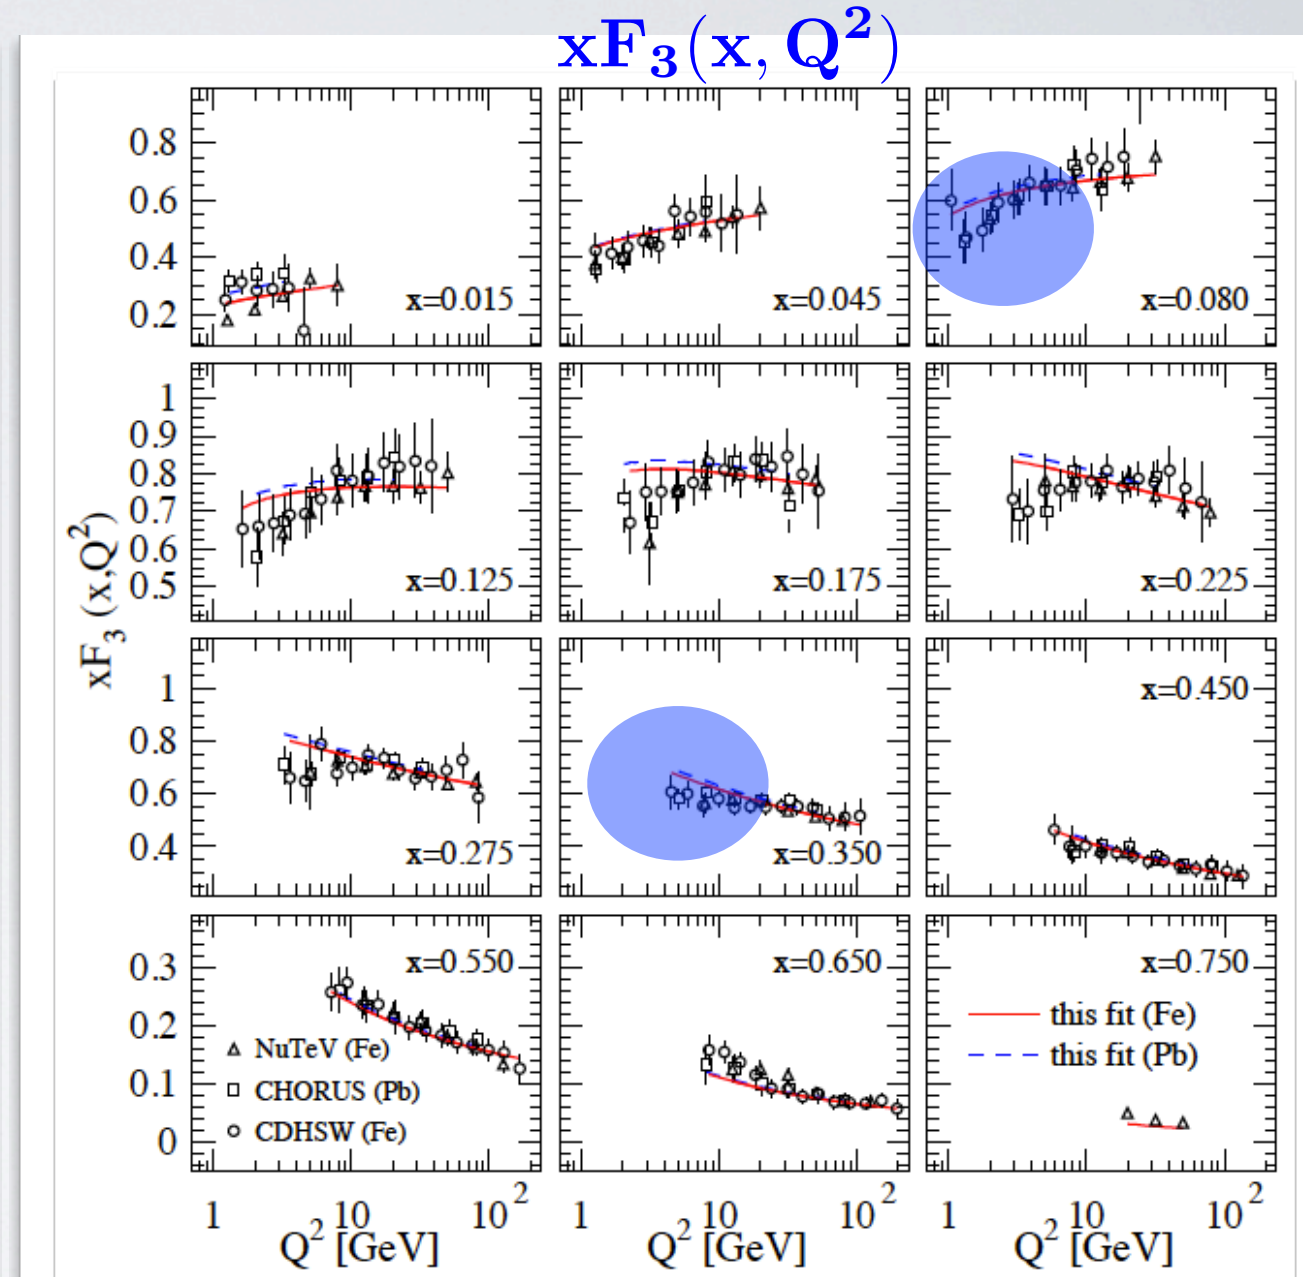 xF₃(x, Q²)
0.8
0.6
0.4
0.2
x=0.015
x=0.045
x=0.080
1
0.9
0.8
0.7
0.6
0.5
x=0.125
x=0.175
x=0.225
xF₃ (x,Q²)
1
0.8
0.6
0.4
x=0.275
x=0.350
x=0.450
0.3
0.2
0.1
0
x=0.550
NuTeV (Fe)
CHORUS (Pb)
CDHSW (Fe)
x=0.650
x=0.750
this fit (Fe)
this fit (Pb)
1 10 10² 1 10 10² 1 10 10²
Q² [GeV] Q² [GeV] Q² [GeV]